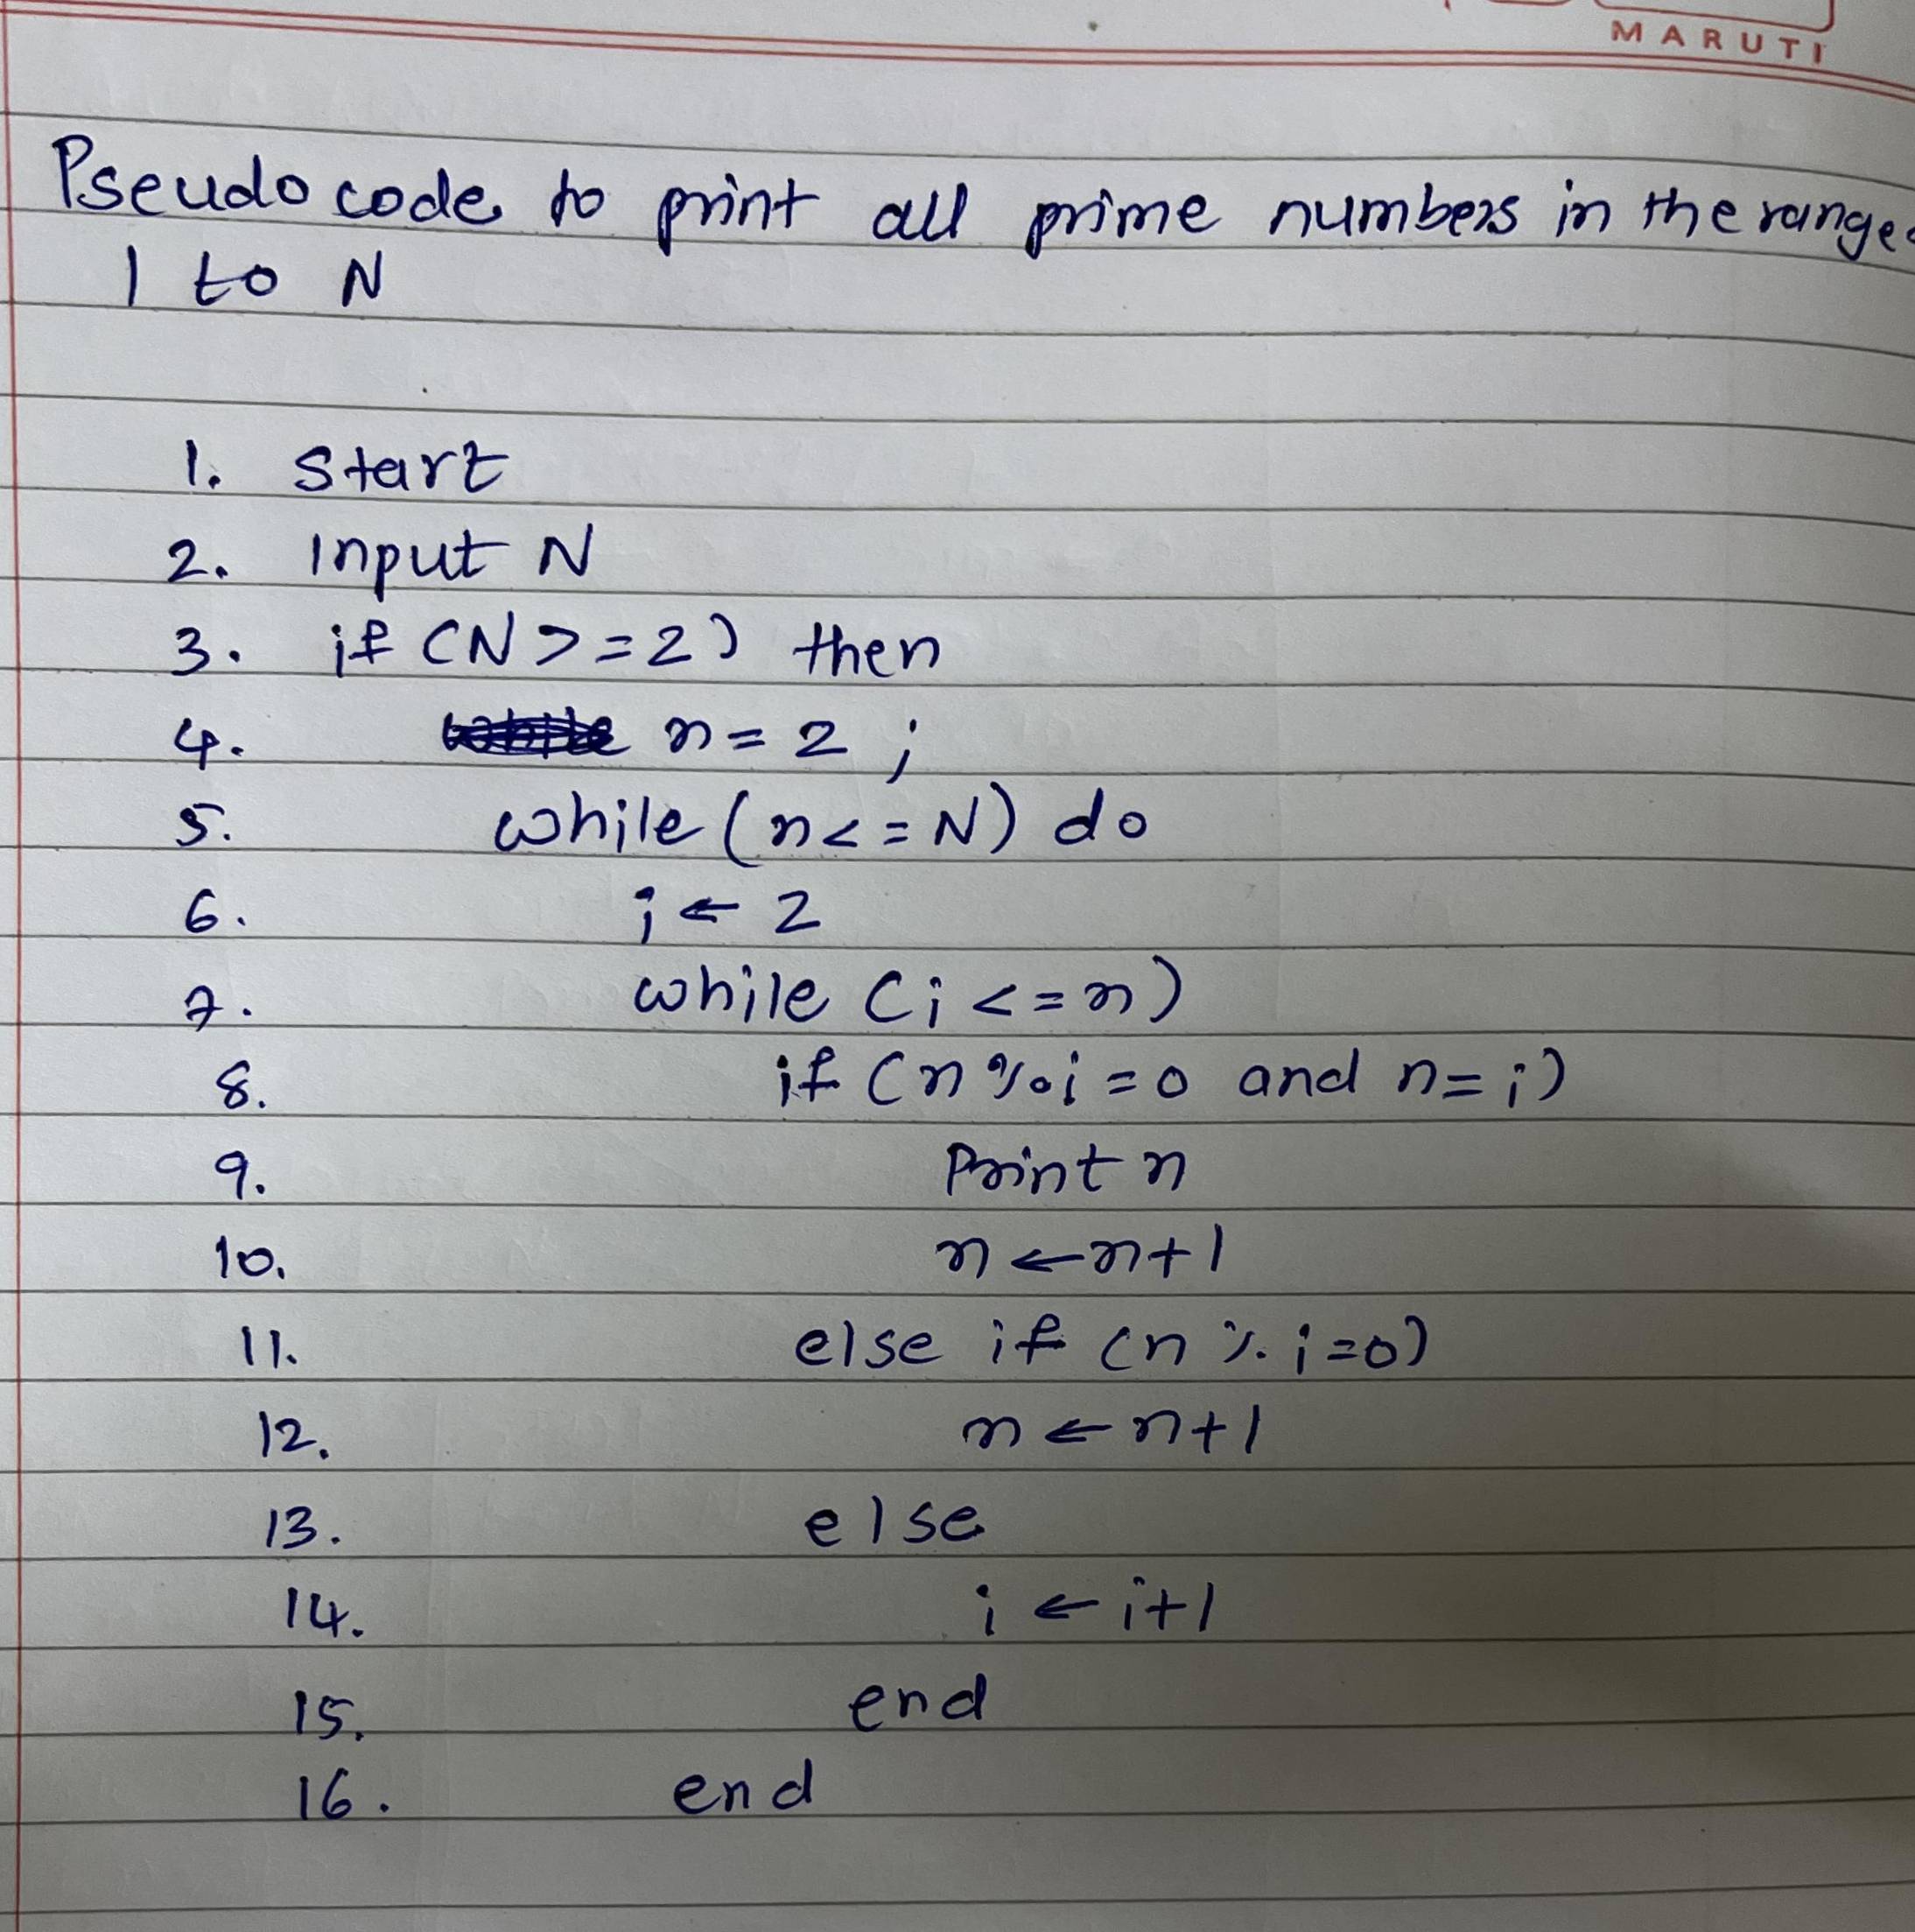 MARUTI
Pseudo code to print all prime numbers in the range
1 to N
1. Start
2. Input N
3. if (N>=2) then
4. n=2;
5. while (n<=N) do
6. i ← 2
7. while (i<=n)
8. if (n%i=0 and n=i)
9. Print n
10. n←n+1
11. else if (n%i=0)
12. n←n+1
13. else
14. i←i+1
15. end
16. end